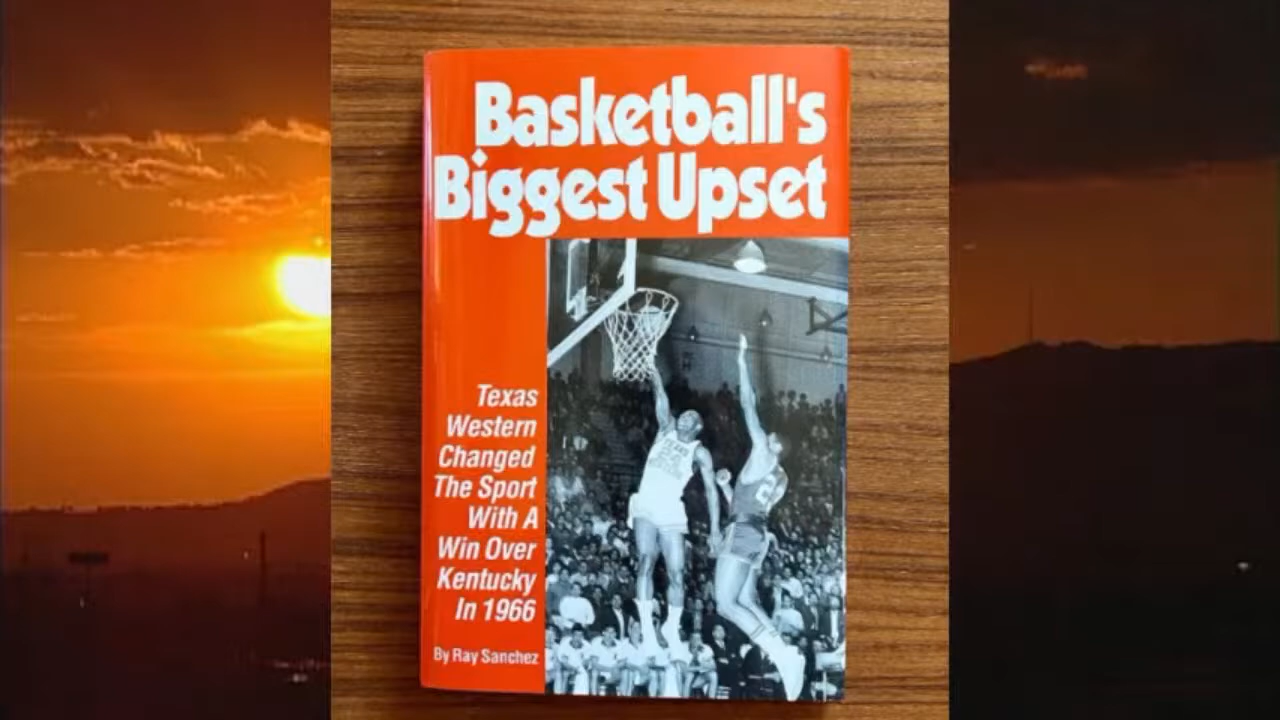 Basketball's
Biggest Upset
Texas
Western
Changed
The Sport
With A
Win Over
Kentucky
In 1966
By Ray Sanchez